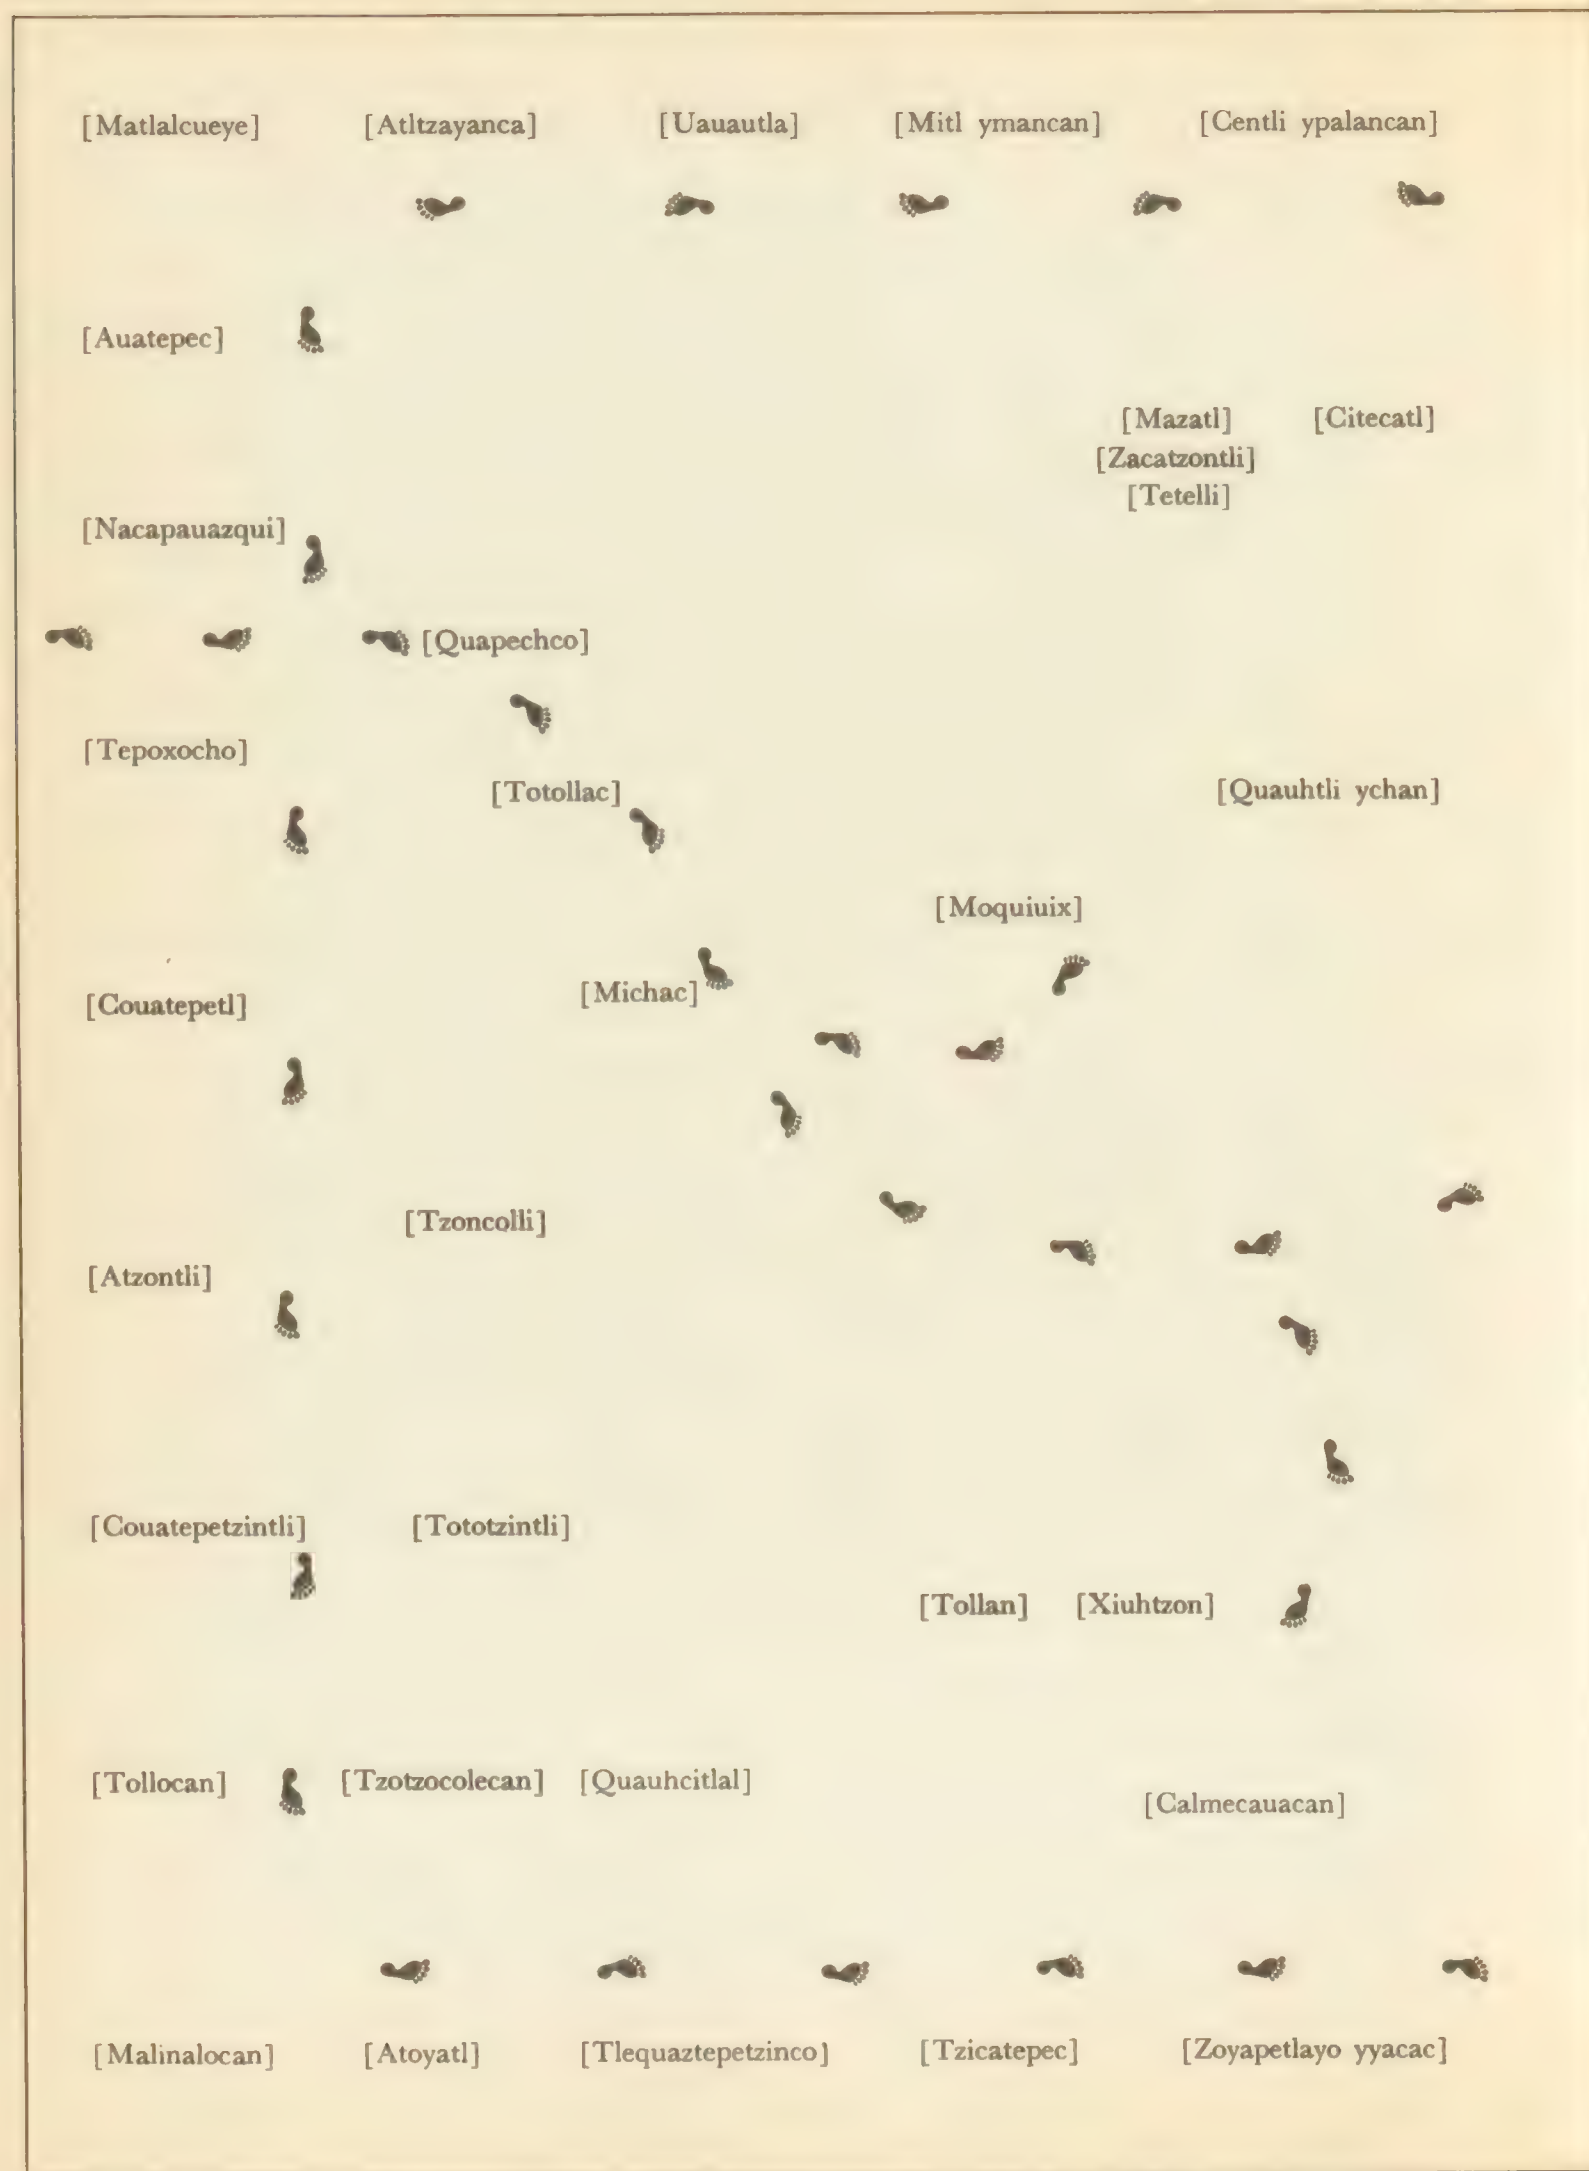 [Matlalcueye] [Atltzayanca] [Uauautla] [Mitl ymancan] [Centli ypalancan]
[Auatepec]
[Mazatl] [Citecatl]
[Zacatzontli]
[Tetelli]
[Nacapauazqui]
[Quapechco]
[Tepoxocho]
[Totollac] [Quauhtli ychan]
[Moquiuix]
[Couatepetl] [Michac]
[Tzoncolli]
[Atzontli]
[Couatepetzintli] [Tototzintli]
[Tollan] [Xiuhtzon]
[Tollocan] [Tzotzocolecan] [Quauhcitlal]
[Calmecauacan]
[Malinalocan] [Atoyatl] [Tlequaztepetzinco] [Tzicatepec] [Zoyapetlayo yyacac]